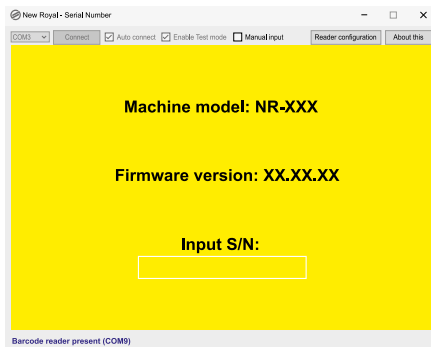 New Royal - Serial Number
COM3 Connect Auto connect Enable Test mode Manual input Reader configuration About this
Machine model: NR-XXX
Firmware version: XX.XX.XX
Input S/N:
Barcode reader present (COM9)